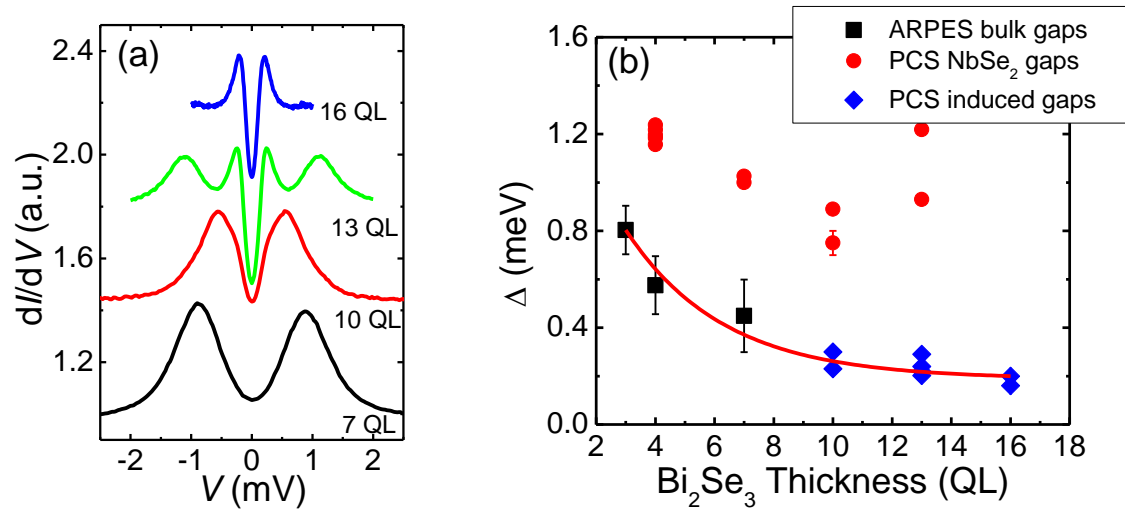 (a)
2.4
2.0
1.6
1.2
dI/dV (a.u.)
16 QL
13 QL
10 QL
7 QL
-2 -1 0 1 2
V (mV)
(b)
ARPES bulk gaps
PCS NbSe₂ gaps
PCS induced gaps
1.6
1.2
0.8
0.4
0.0
Δ (meV)
2 4 6 8 10 12 14 16 18
Bi₂Se₃ Thickness (QL)